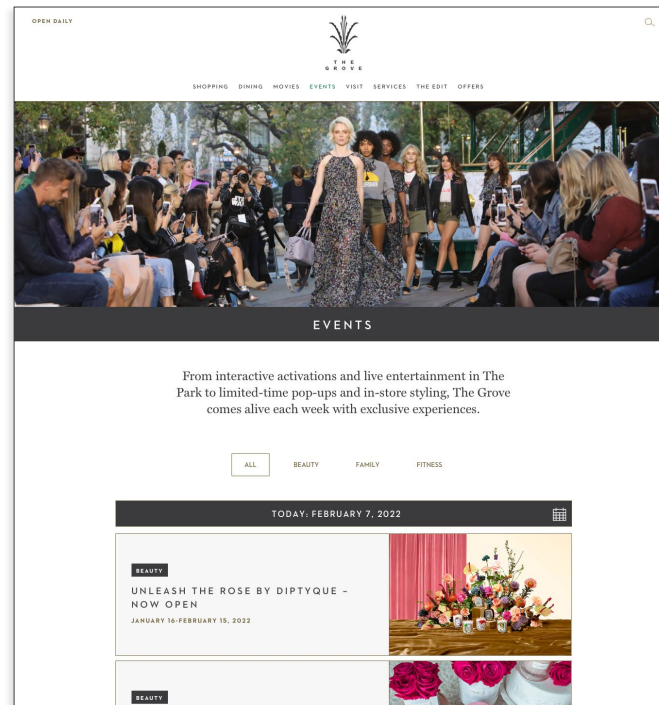 OPEN DAILY
THE
GROVE
SHOPPING DINING MOVIES EVENTS VISIT SERVICES THE EDIT OFFERS
EVENTS
From interactive activations and live entertainment in The
Park to limited-time pop-ups and in-store styling, The Grove
comes alive each week with exclusive experiences.
ALL BEAUTY FAMILY FITNESS
TODAY: FEBRUARY 7, 2022
BEAUTY
UNLEASH THE ROSE BY DIPTYQUE –
NOW OPEN
JANUARY 16-FEBRUARY 15, 2022
BEAUTY